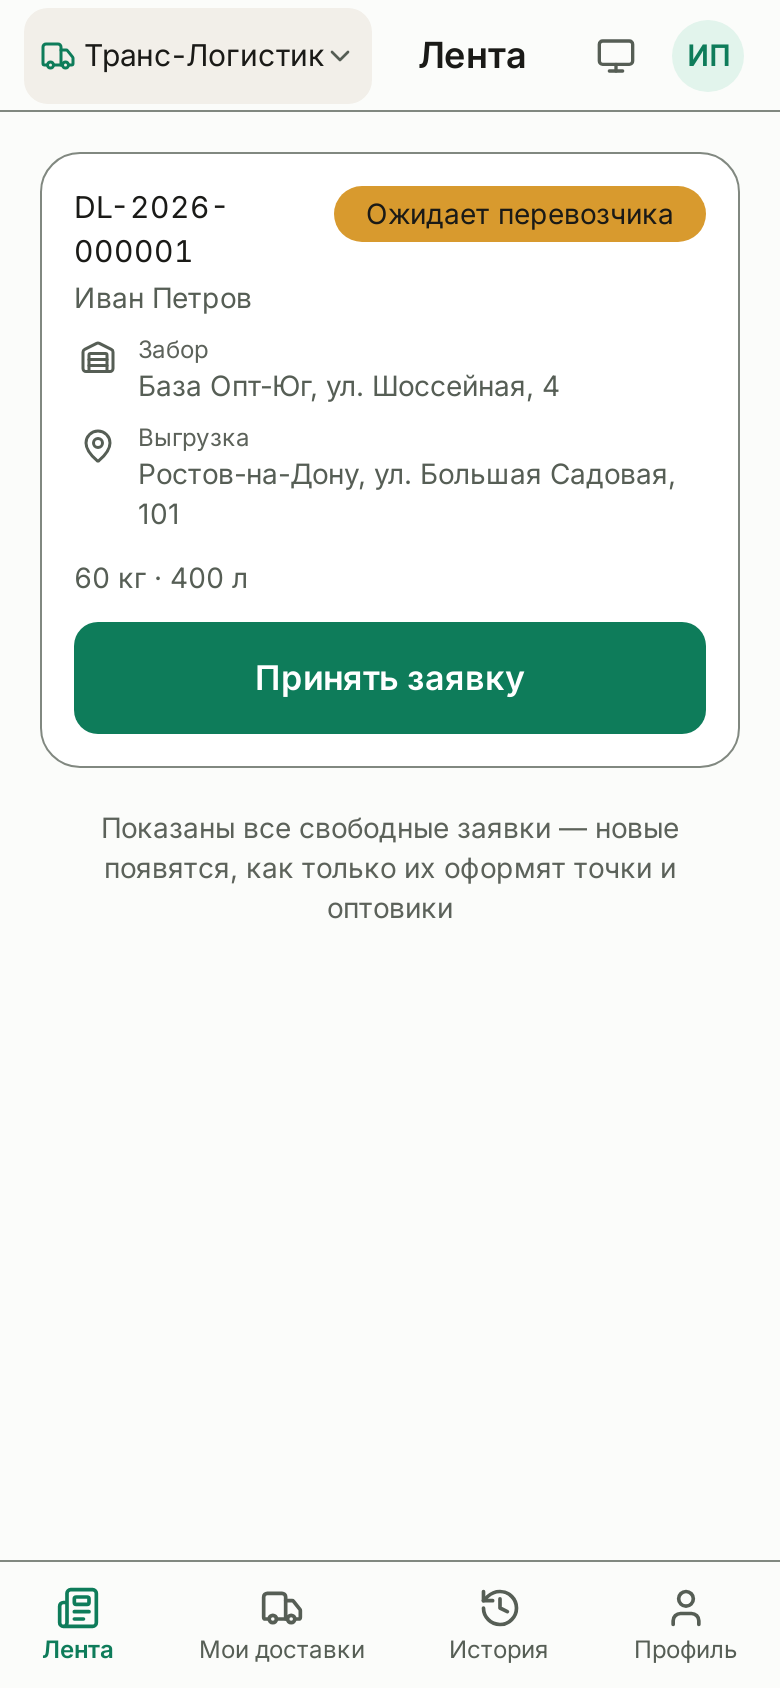 Транс-Логистик
Лента
ИП
DL-2026-
000001
Ожидает перевозчика
Иван Петров
Забор
База Опт-Юг, ул. Шоссейная, 4
Выгрузка
Ростов-на-Дону, ул. Большая Садовая,
101
60 кг · 400 л
Принять заявку
Показаны все свободные заявки — новые
появятся, как только их оформят точки и
оптовики
Лента
Мои доставки
История
Профиль